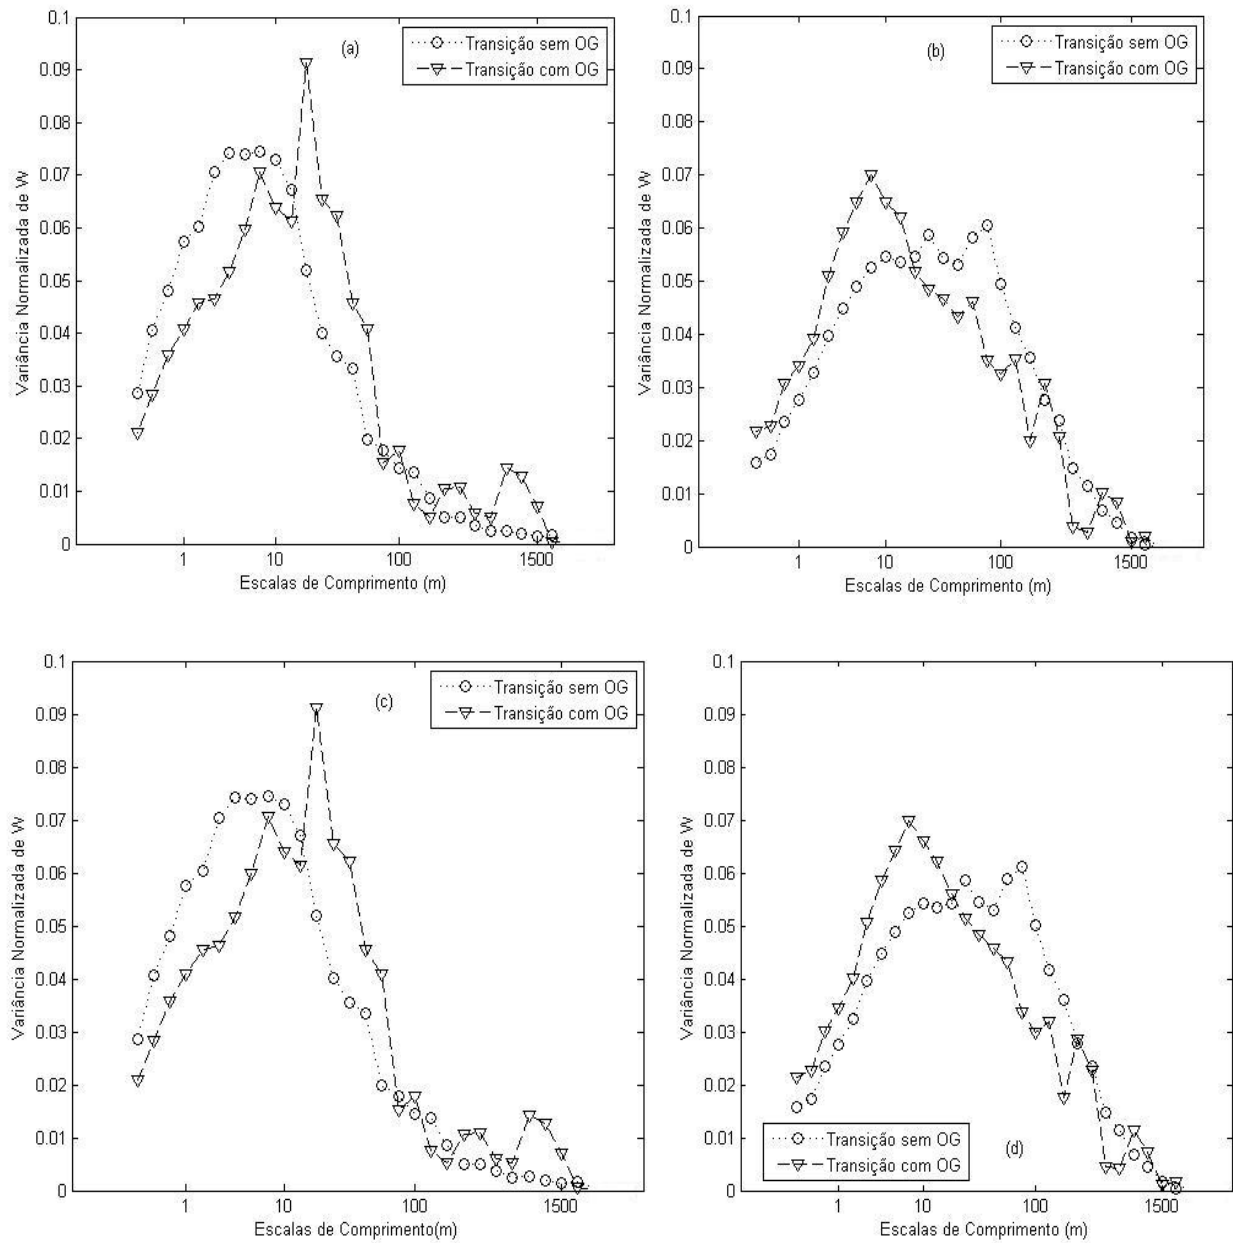 (a)
Transição sem OG
Transição com OG
0.1
0.09
0.08
0.07
0.06
0.05
0.04
0.03
0.02
0.01
0
Variância Normalizada de W
1 10 100 1500
Escalas de Comprimento (m)
(b)
Transição sem OG
Transição com OG
0.1
0.09
0.08
0.07
0.06
0.05
0.04
0.03
0.02
0.01
0
Variância Normalizada de W
1 10 100 1500
Escalas de Comprimento (m)
(c)
Transição sem OG
Transição com OG
0.1
0.09
0.08
0.07
0.06
0.05
0.04
0.03
0.02
0.01
0
Variância Normalizada de W
1 10 100 1500
Escalas de Comprimento(m)
0.1
0.09
0.08
0.07
0.06
0.05
0.04
0.03
0.02
0.01
0
Variância Normalizada de W
Transição sem OG
Transição com OG
(d)
1 10 100 1500
Escalas de Comprimento (m)